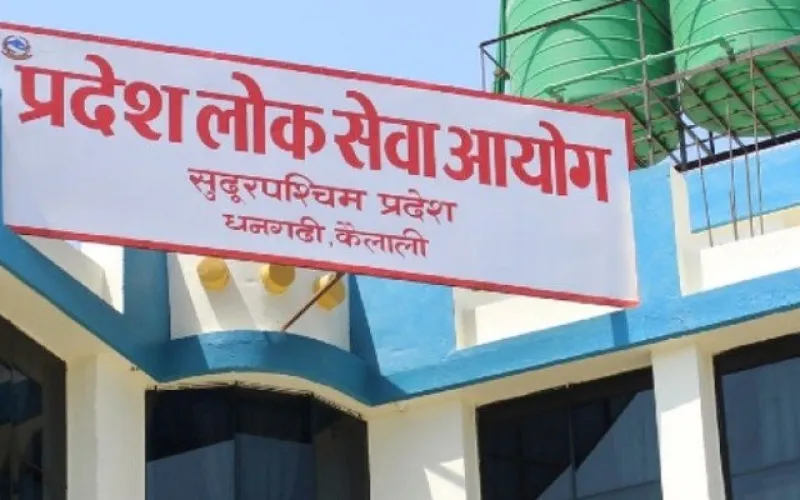 प्रदेश लोक सेवा आयोग
सुदूरपश्चिम प्रदेश
धनगढी, कैलाली